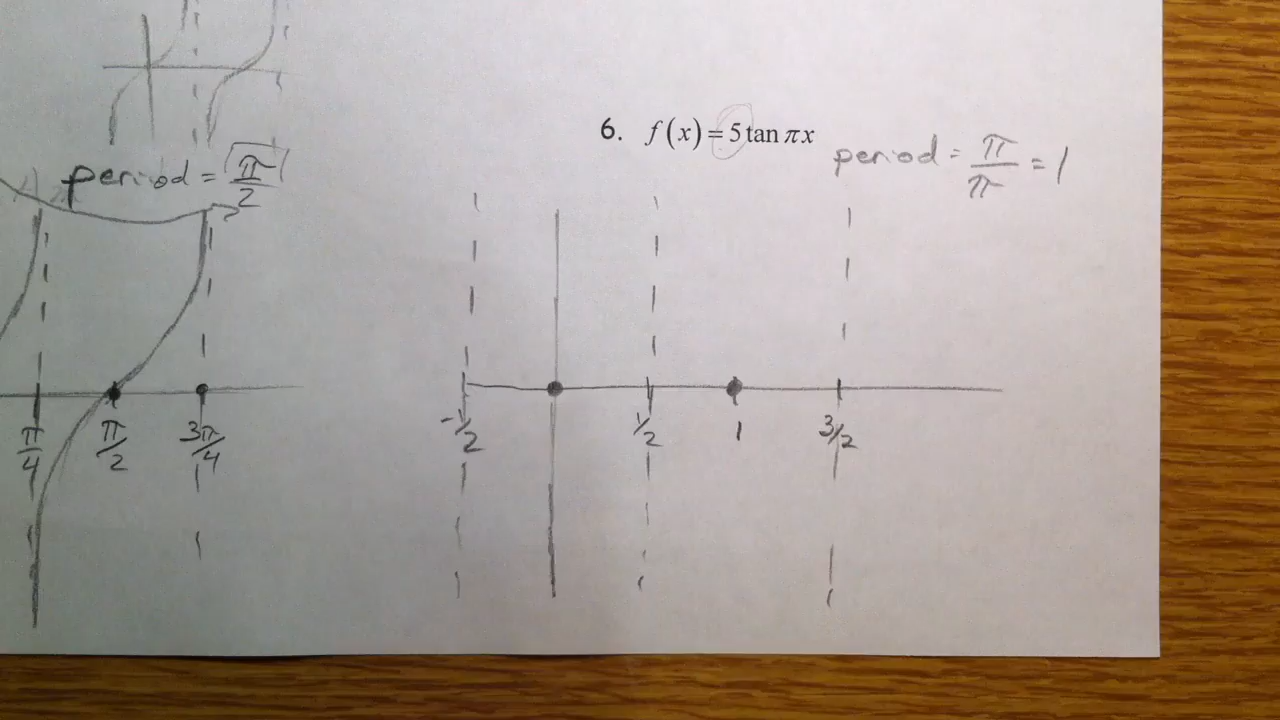 6. f(x) = 5 tan πx
period = π/π = 1
period = π/2
π/4 π/2 3π/4
-1/2 1/2 1 3/2